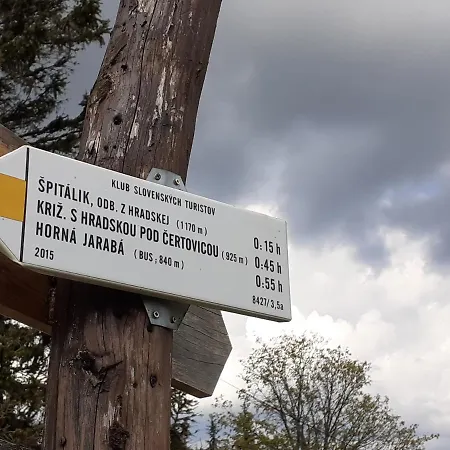 KLUB SLOVENSKÝCH TURISTOV
ŠPITÁLIK, ODB. Z HRADSKEJ (1170 m) 0:15 h
KRIŽ. S HRADSKOU POD ČERTOVICOU (925 m) 0:45 h
HORNÁ JARABÁ (BUS; 840 m) 0:55 h
2015 8427/3,5a